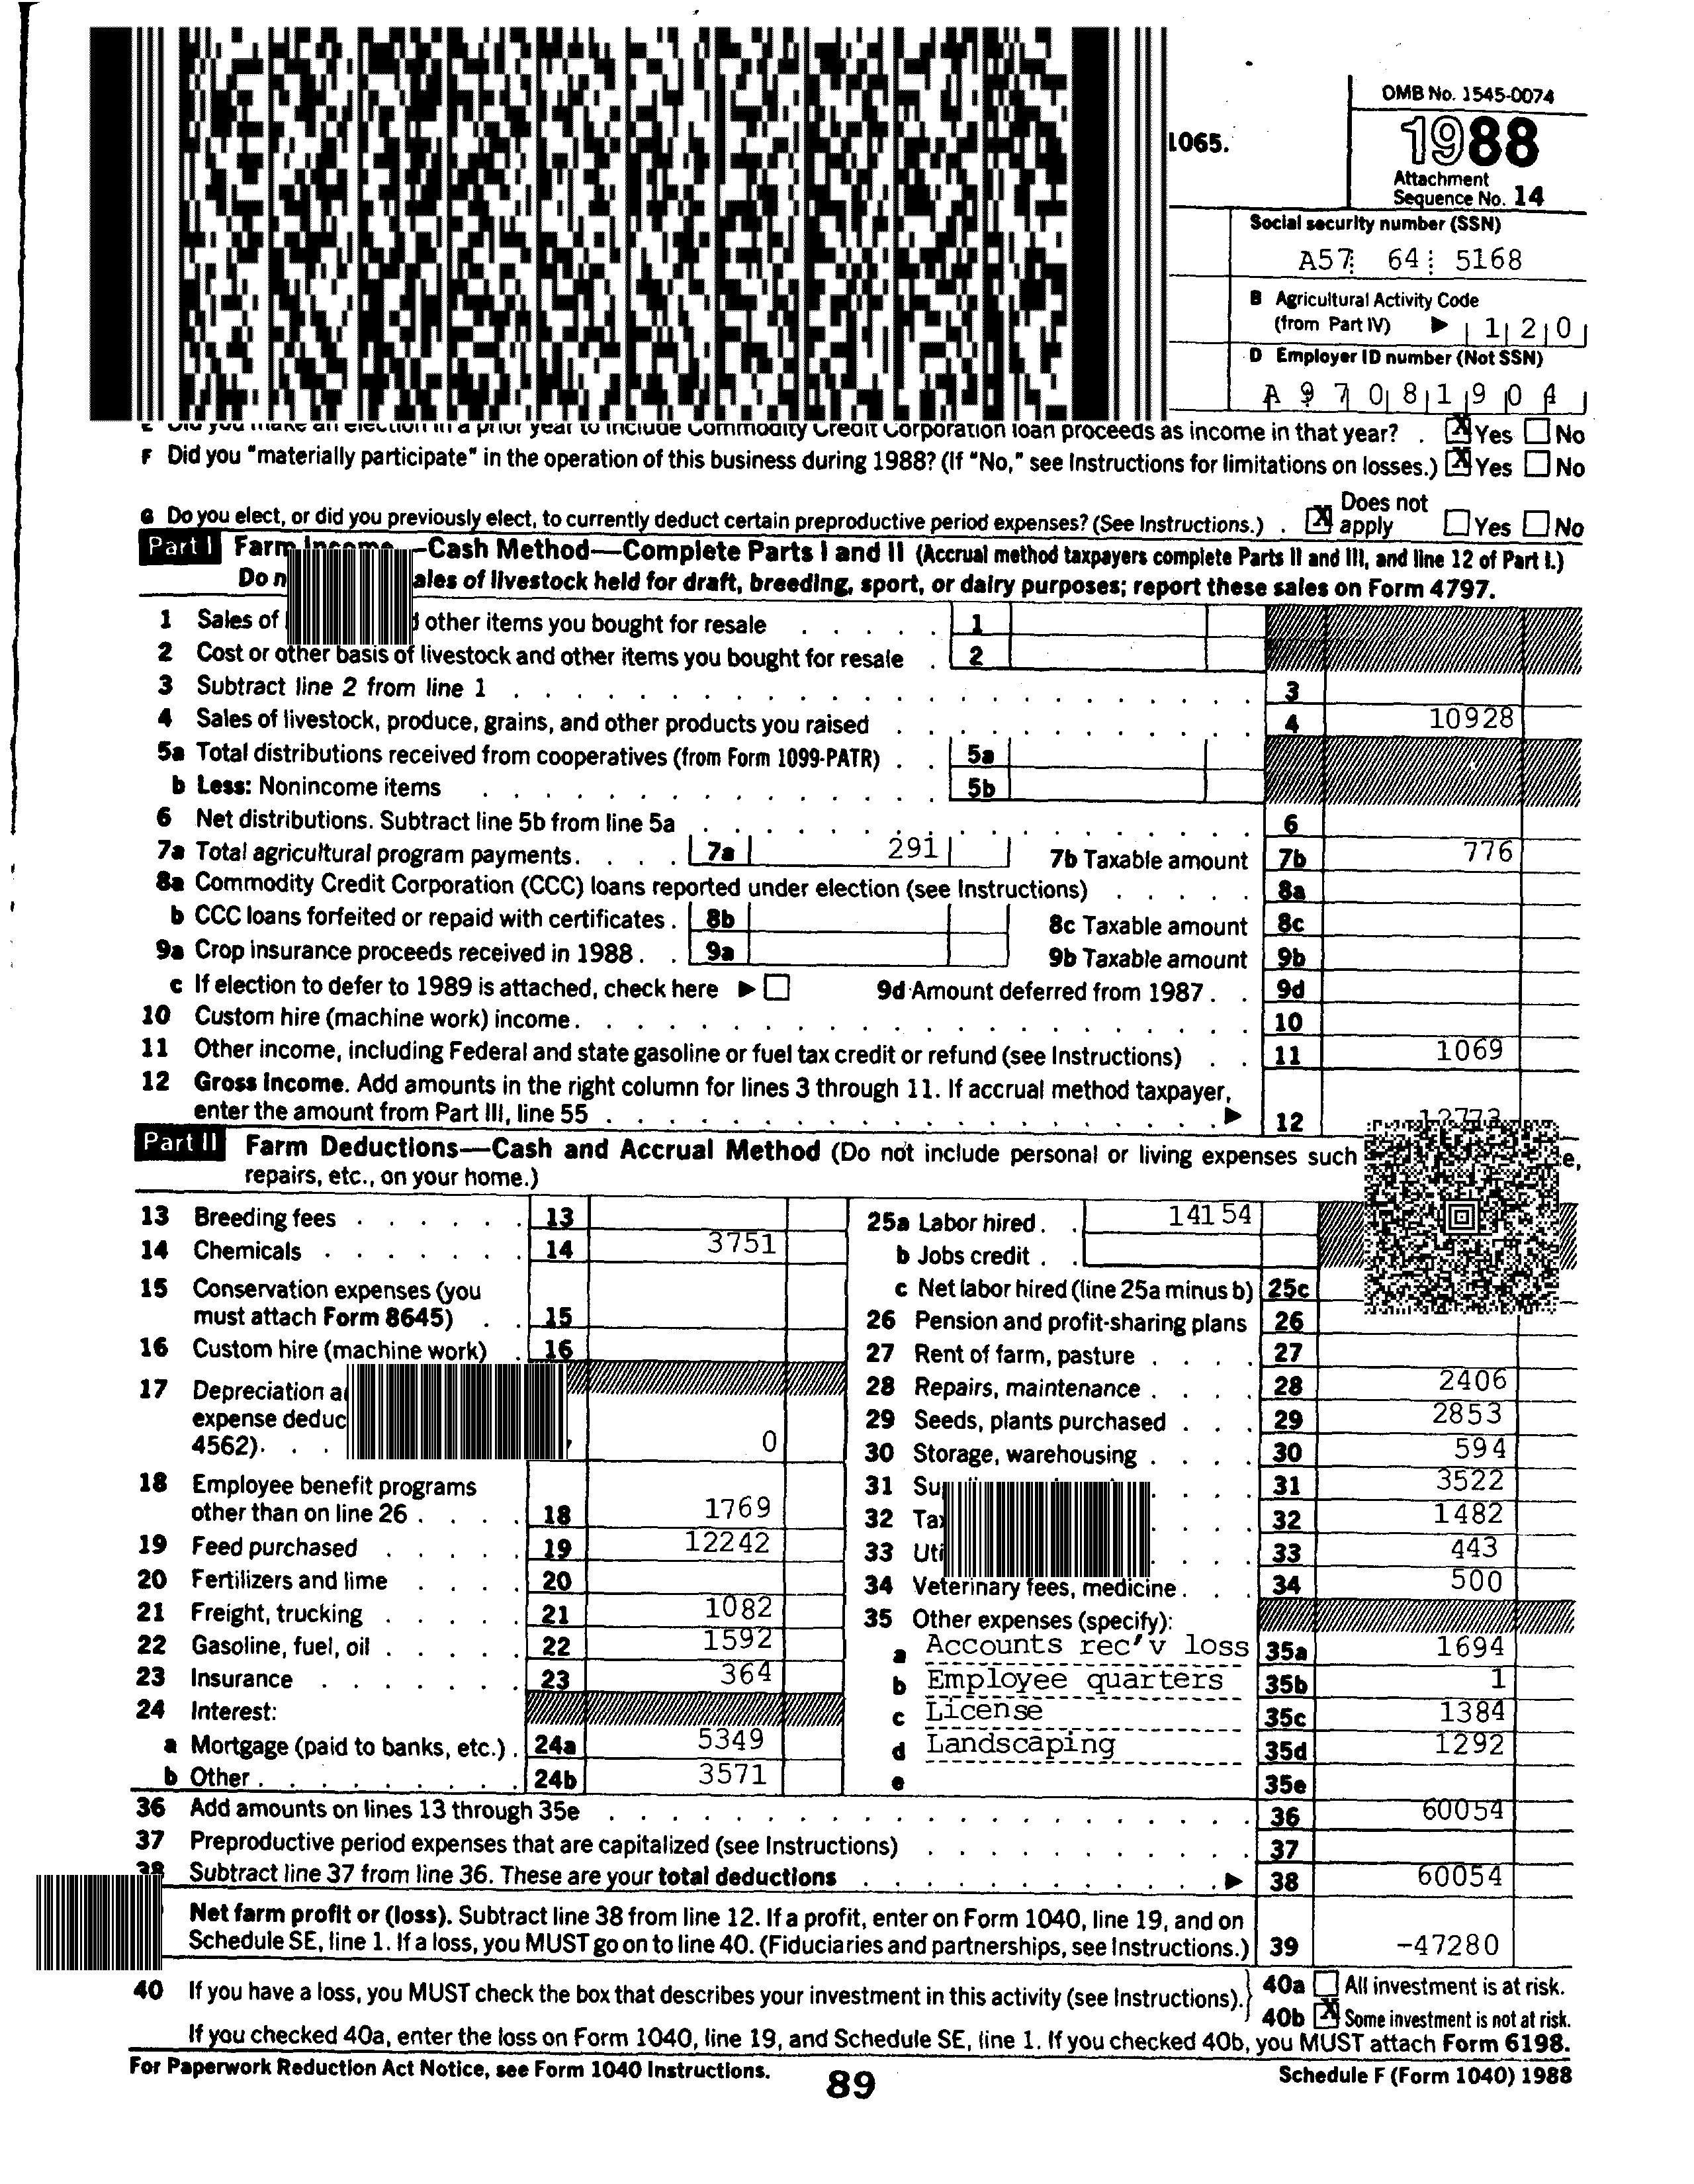 OMB No. 1545-0074
1988
1065.
Attachment
Sequence No. 14
Social security number (SSN)
A57 64 5168
B Agricultural Activity Code
(from Part IV) ▶ 1 2 0
D Employer ID number (Not SSN)
A 9 7 0 8 1 9 0 4
E Did you make an election in a prior year to include Commodity Credit Corporation loan proceeds as income in that year? . X Yes No
F Did you "materially participate" in the operation of this business during 1988? (If "No," see Instructions for limitations on losses.) X Yes No
G Do you elect, or did you previously elect, to currently deduct certain preproductive period expenses? (See Instructions.) . X Does not apply Yes No
Part I Farm Income—Cash Method—Complete Parts I and II (Accrual method taxpayers complete Parts II and III, and line 12 of Part I.)
Do n ales of livestock held for draft, breeding, sport, or dairy purposes; report these sales on Form 4797.
1 Sales of other items you bought for resale . . . . . 1
2 Cost or other basis of livestock and other items you bought for resale . 2
3 Subtract line 2 from line 1 . . . . . 3
4 Sales of livestock, produce, grains, and other products you raised . . . . . 4 10928
5a Total distributions received from cooperatives (from Form 1099-PATR) . . 5a
b Less: Nonincome items . . . . . 5b
6 Net distributions. Subtract line 5b from line 5a . . . . . 6
7a Total agricultural program payments. . . . . 7a 291 7b Taxable amount 7b 776
8a Commodity Credit Corporation (CCC) loans reported under election (see Instructions) . . . . . 8a
b CCC loans forfeited or repaid with certificates . 8b 8c Taxable amount 8c
9a Crop insurance proceeds received in 1988 . . 9a 9b Taxable amount 9b
c If election to defer to 1989 is attached, check here ▶ 9d Amount deferred from 1987 . . 9d
10 Custom hire (machine work) income . . . . . 10
11 Other income, including Federal and state gasoline or fuel tax credit or refund (see Instructions) . . 11 1069
12 Gross income. Add amounts in the right column for lines 3 through 11. If accrual method taxpayer,
enter the amount from Part III, line 55 . . . . . ▶ 12 12773
Part II Farm Deductions—Cash and Accrual Method (Do not include personal or living expenses such e,
repairs, etc., on your home.)
13 Breeding fees . . . . . . 13
14 Chemicals . . . . . . . 14 3751
15 Conservation expenses (you
must attach Form 8645) . . 15
16 Custom hire (machine work) . 16
17 Depreciation a
expense deduc
4562). . . 0
18 Employee benefit programs
other than on line 26 . . . . 18 1769
19 Feed purchased . . . . . 19 12242
20 Fertilizers and lime . . . . 20
21 Freight, trucking . . . . . 21 1082
22 Gasoline, fuel, oil . . . . . 22 1592
23 Insurance . . . . . . . 23 364
24 Interest:
a Mortgage (paid to banks, etc.) . 24a 5349
b Other . . . . . . . . . 24b 3571
25a Labor hired . . 14154
b Jobs credit . .
c Net labor hired (line 25a minus b) 25c
26 Pension and profit-sharing plans 26
27 Rent of farm, pasture . . . . 27
28 Repairs, maintenance . . . . 28 2406
29 Seeds, plants purchased . . . 29 2853
30 Storage, warehousing . . . . 30 594
31 Su . . . . 31 3522
32 Tax . . . . 32 1482
33 Uti . . . . 33 443
34 Veterinary fees, medicine . . . 34 500
35 Other expenses (specify):
a Accounts rec'v loss 35a 1694
b Employee quarters 35b 1
c License 35c 1384
d Landscaping 35d 1292
e 35e
36 Add amounts on lines 13 through 35e . . . . . 36 60054
37 Preproductive period expenses that are capitalized (see Instructions) . . . . . 37
38 Subtract line 37 from line 36. These are your total deductions . . . . . ▶ 38 60054
Net farm profit or (loss). Subtract line 38 from line 12. If a profit, enter on Form 1040, line 19, and on
Schedule SE, line 1. If a loss, you MUST go on to line 40. (Fiduciaries and partnerships, see Instructions.) 39 -47280
40 If you have a loss, you MUST check the box that describes your investment in this activity (see Instructions). 40a All investment is at risk.
40b X Some investment is not at risk.
If you checked 40a, enter the loss on Form 1040, line 19, and Schedule SE, line 1. If you checked 40b, you MUST attach Form 6198.
For Paperwork Reduction Act Notice, see Form 1040 Instructions. 89 Schedule F (Form 1040) 1988